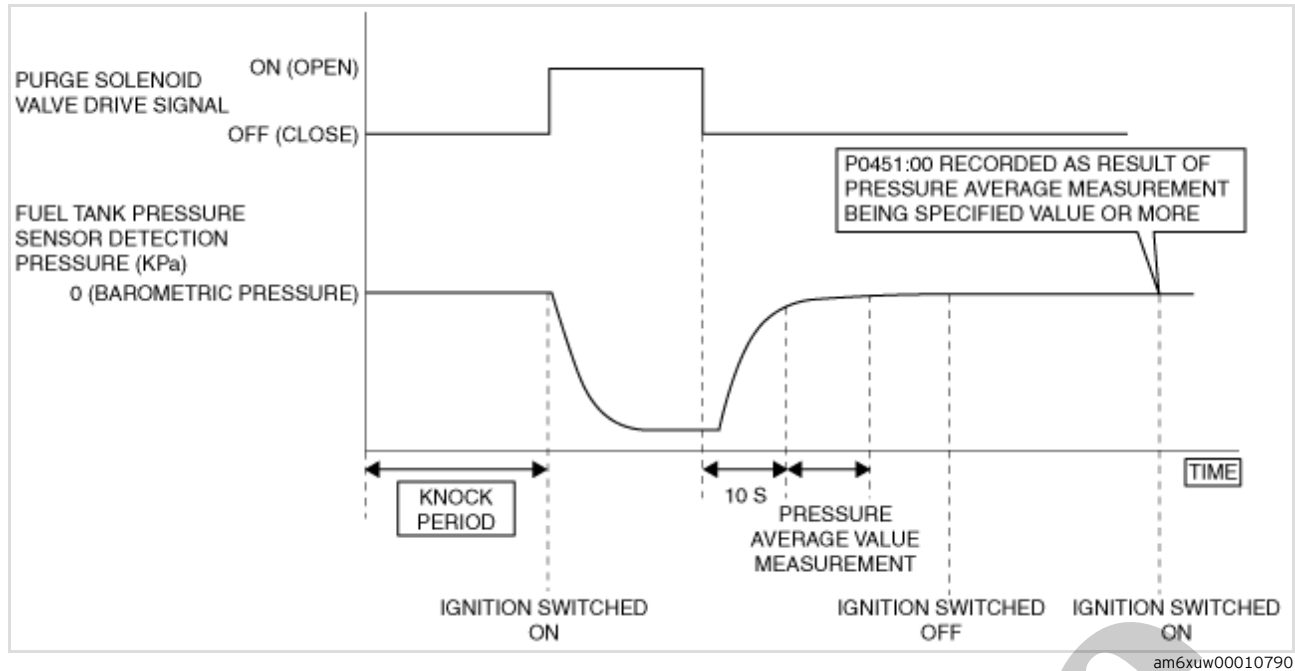 ON (OPEN)
PURGE SOLENOID
VALVE DRIVE SIGNAL
OFF (CLOSE)
P0451:00 RECORDED AS RESULT OF
PRESSURE AVERAGE MEASUREMENT
BEING SPECIFIED VALUE OR MORE
FUEL TANK PRESSURE
SENSOR DETECTION
PRESSURE (KPa)
0 (BAROMETRIC PRESSURE)
TIME
KNOCK
PERIOD
10 S
PRESSURE
AVERAGE VALUE
MEASUREMENT
IGNITION SWITCHED
ON
IGNITION SWITCHED
OFF
IGNITION SWITCHED
ON
am6xuw00010790